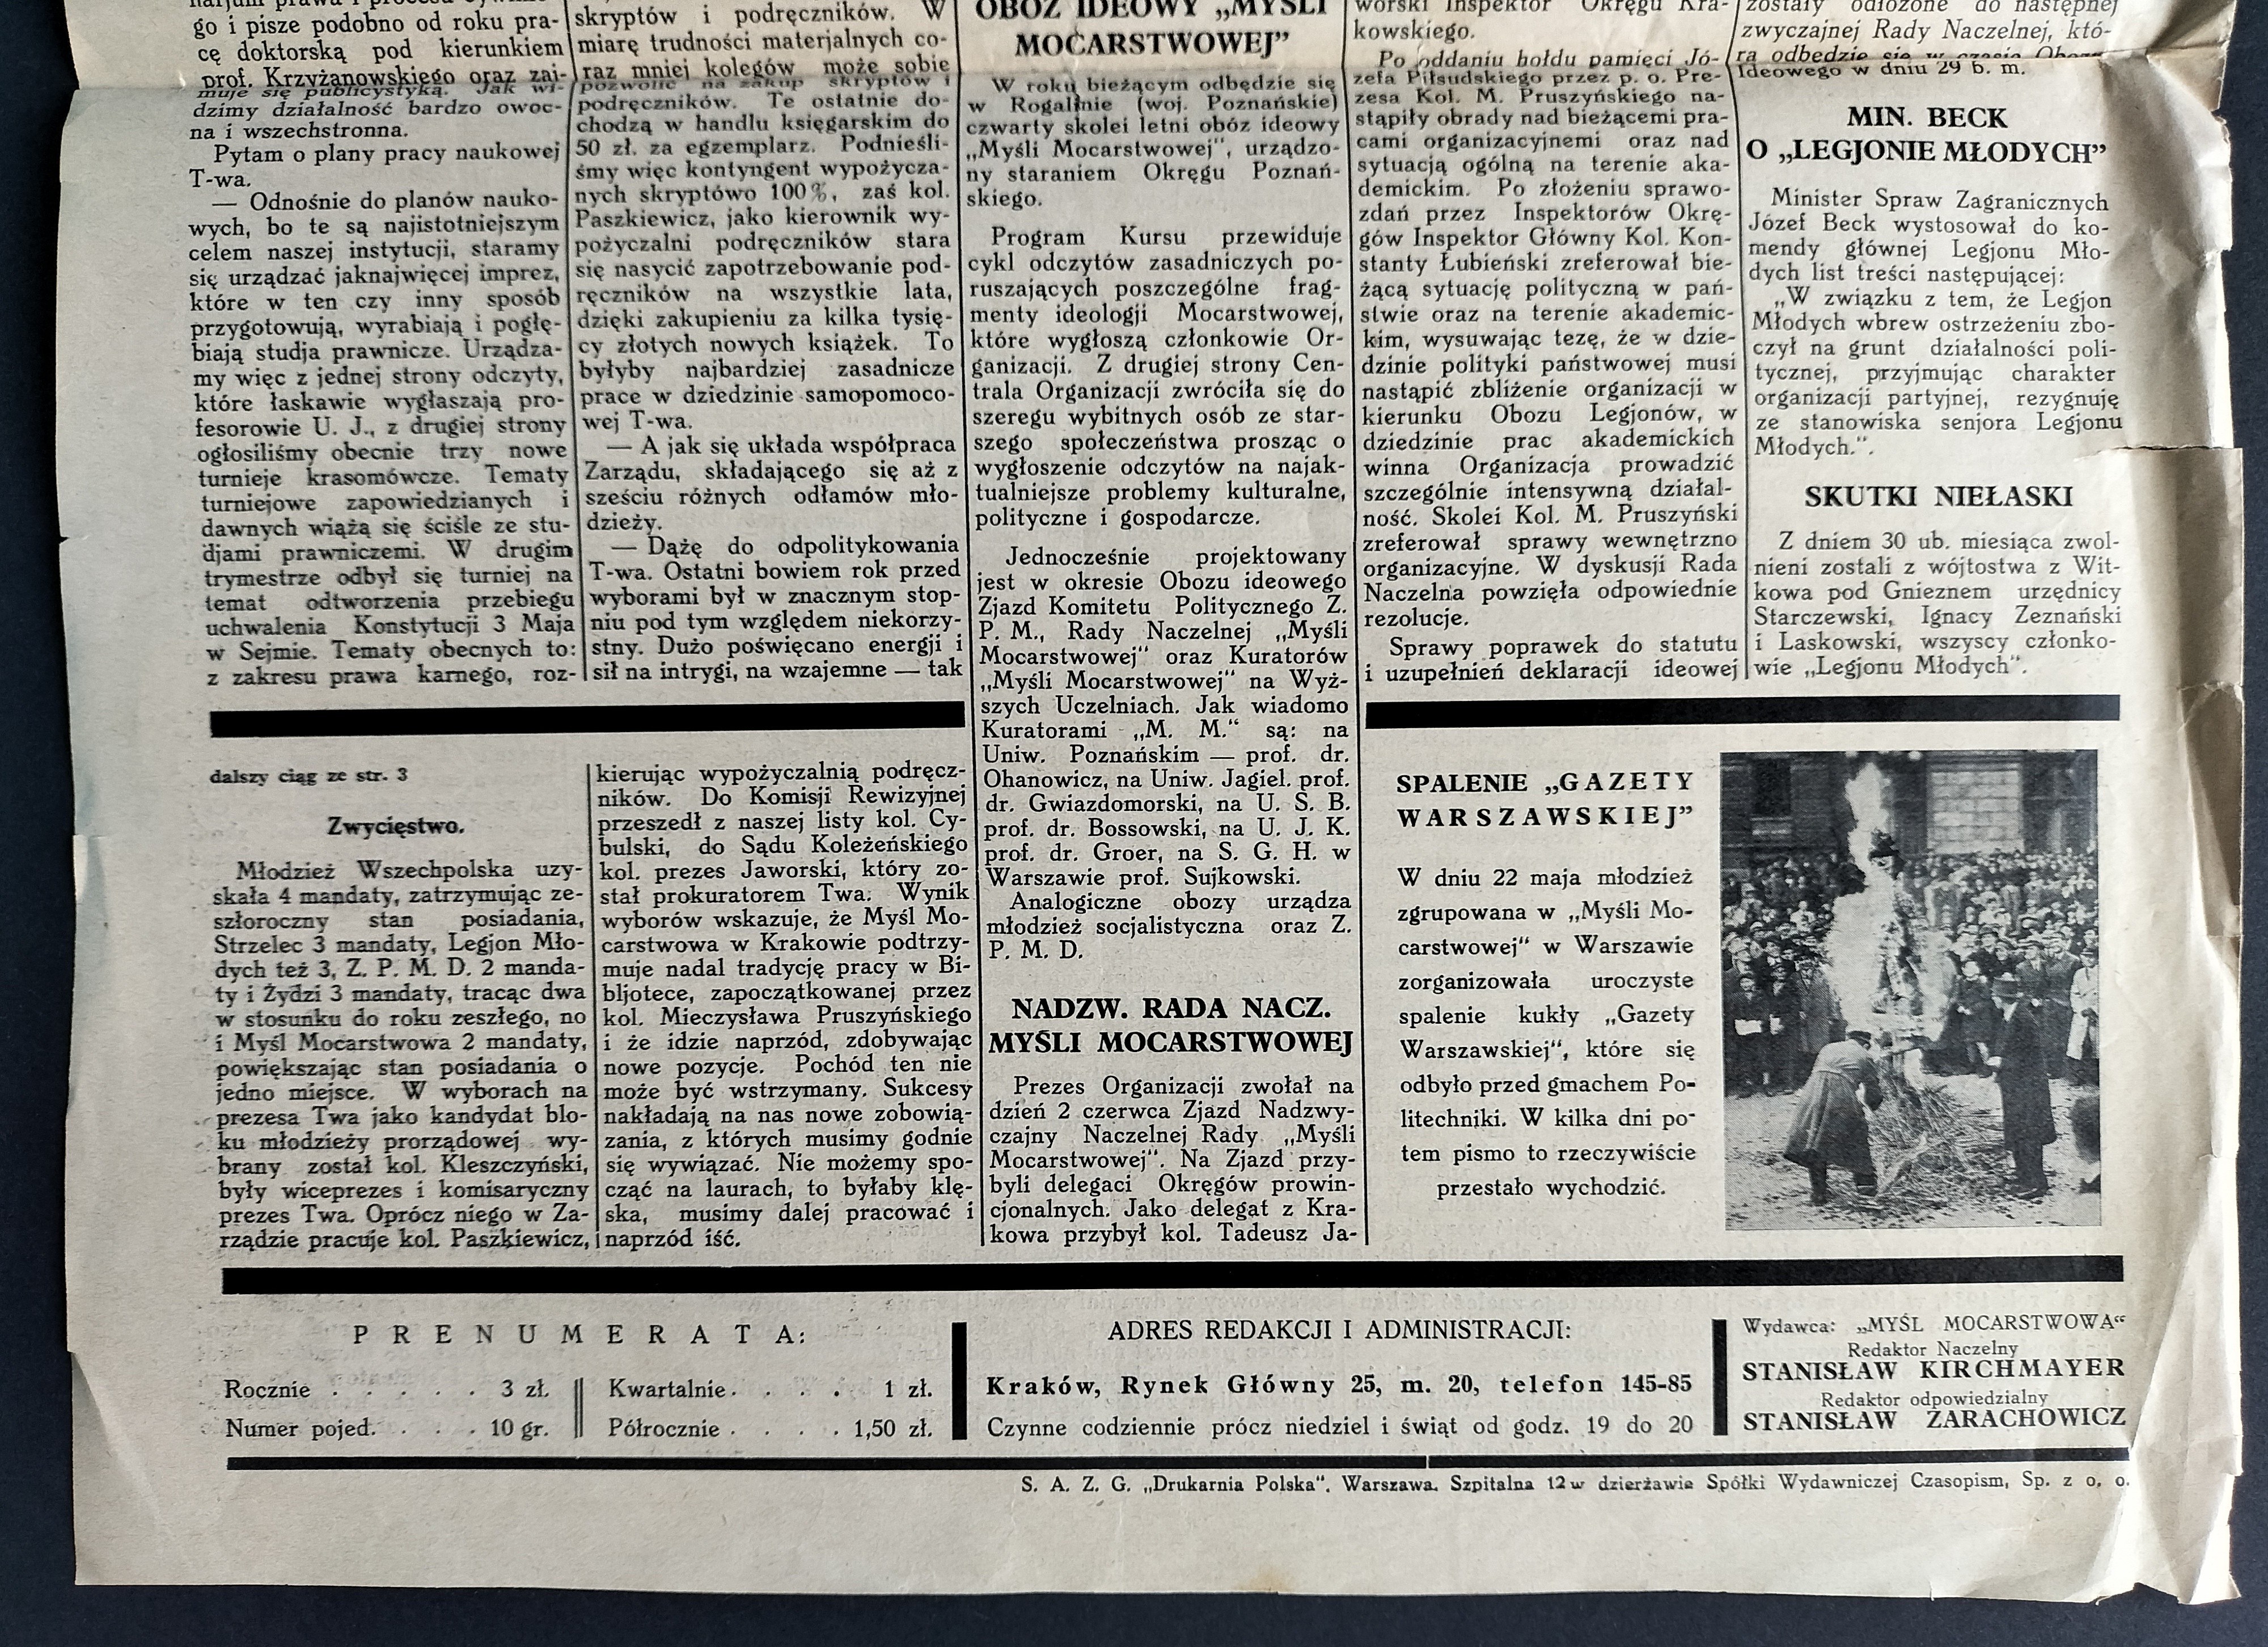 go i pisze podobno od roku pra-
cę doktorską pod kierunkiem
prof. Krzyżanowskiego oraz zai-
muje się publicystyką. Jak wi-
dzimy działalność bardzo owoc-
na i wszechstronna.
Pytam o plany pracy naukowej
T-wa.
— Odnośnie do planów nauko-
wych, bo te są najistotniejszym
celem naszej instytucji, staramy
się urządzać jaknajwięcej imprez,
które w ten czy inny sposób
przygotowują, wyrabiają i pogłę-
biają studja prawnicze. Urządza-
my więc z jednej strony odczyty,
które łaskawie wygłaszają pro-
fesorowie U. J., z drugiej strony
ogłosiliśmy obecnie trzy nowe
turnieje krasomówcze. Tematy
turniejowe zapowiedzianych i
dawnych wiążą się ściśle ze stu-
djami prawniczemi. W drugim
trymestrze odbył się turniej na
temat odtworzenia przebiegu
uchwalenia Konstytucji 3 Maja
w Sejmie. Tematy obecnych to:
z zakresu prawa karnego, roz-
skryptów i podręczników. W
miarę trudności materjalnych co-
raz mniej kolegów może sobie
pozwolić na zakup skryptów i
podręczników. Te ostatnie do-
chodzą w handlu księgarskim do
50 zł. za egzemplarz. Podnieśli-
śmy więc kontyngent wypożycza-
nych skryptówo 100%, zaś kol.
Paszkiewicz, jako kierownik wy-
pożyczalni podręczników stara
się nasycić zapotrzebowanie pod-
ręczników na wszystkie lata,
dzięki zakupieniu za kilka tysię-
cy złotych nowych książek. To
byłyby najbardziej zasadnicze
prace w dziedzinie samopomoco-
wej T-wa.
— A jak się układa współpraca
Zarządu, składającego się aż z
sześciu różnych odłamów mło-
dzieży.
— Dążę do odpolitykowania
T-wa. Ostatni bowiem rok przed
wyborami był w znacznym stop-
niu pod tym względem niekorzy-
stny. Dużo poświęcano energji i
sił na intrygi, na wzajemne — tak
dalszy ciąg ze str. 3
Zwycięstwo.
Młodzież Wszechpolska uzy-
skała 4 mandaty, zatrzymując ze-
szłoroczny stan posiadania,
Strzelec 3 mandaty, Legjon Mło-
dych też 3, Z. P. M. D. 2 manda-
ty i Żydzi 3 mandaty, tracąc dwa
w stosunku do roku zeszłego, no
i Myśl Mocarstwowa 2 mandaty,
powiększając stan posiadania o
jedno miejsce. W wyborach na
prezesa Twa jako kandydat blo-
ku młodzieży prorządowej wy-
brany został kol. Kleszczyński,
były wiceprezes i komisaryczny
prezes Twa. Oprócz niego w Za-
rządzie pracuje kol. Paszkiewicz,
kierując wypożyczalnią podręcz-
ników. Do Komisji Rewizyjnej
przeszedł z naszej listy kol. Cy-
bulski, do Sądu Koleżeńskiego
kol. prezes Jaworski, który zo-
stał prokuratorem Twa. Wynik
wyborów wskazuje, że Myśl Mo-
carstwowa w Krakowie podtrzy-
muje nadal tradycję pracy w Bi-
bljotece, zapoczątkowanej przez
kol. Mieczysława Pruszyńskiego
i że idzie naprzód, zdobywając
nowe pozycje. Pochód ten nie
może być wstrzymany. Sukcesy
nakładają na nas nowe zobowią-
zania, z których musimy godnie
się wywiązać. Nie możemy spo-
cząć na laurach, to byłaby klę-
ska, musimy dalej pracować i
naprzód iść.
OBÓZ IDEOWY „MYŚLI
MOCARSTWOWEJ”
W roku bieżącym odbędzie się
w Rogalinie (woj. Poznańskie)
czwarty skolei letni obóz ideowy
„Myśli Mocarstwowej”, urządzo-
ny staraniem Okręgu Poznań-
skiego.
Program Kursu przewiduje
cykl odczytów zasadniczych po-
ruszających poszczególne frag-
menty ideologji Mocarstwowej,
które wygłoszą członkowie Or-
ganizacji. Z drugiej strony Cen-
trala Organizacji zwróciła się do
szeregu wybitnych osób ze star-
szego społeczeństwa prosząc o
wygłoszenie odczytów na najak-
tualniejsze problemy kulturalne,
polityczne i gospodarcze.
Jednocześnie projektowany
jest w okresie Obozu ideowego
Zjazd Komitetu Politycznego Z.
P. M., Rady Naczelnej „Myśli
Mocarstwowej” oraz Kuratorów
„Myśli Mocarstwowej” na Wyż-
szych Uczelniach. Jak wiadomo
Kuratorami „M. M.” są: na
Uniw. Poznańskim — prof. dr.
Ohanowicz, na Uniw. Jagiel. prof.
dr. Gwiazdomorski, na U. S. B.
prof. dr. Bossowski, na U. J. K.
prof. dr. Groer, na S. G. H. w
Warszawie prof. Sujkowski.
Analogiczne obozy urządza
młodzież socjalistyczna oraz Z.
P. M. D.
NADZW. RADA NACZ.
MYŚLI MOCARSTWOWEJ
Prezes Organizacji zwołał na
dzień 2 czerwca Zjazd Nadzwy-
czajny Naczelnej Rady „Myśli
Mocarstwowej”. Na Zjazd przy-
byli delegaci Okręgów prowin-
cjonalnych. Jako delegat z Kra-
kowa przybył kol. Tadeusz Ja-
worski Inspektor Okręgu Kra-
kowskiego.
Po oddaniu hołdu pamięci Jó-
zefa Piłsudskiego przez p. o. Pre-
zesa Kol. M. Pruszyńskiego na-
stąpiły obrady nad bieżącemi pra-
cami organizacyjnemi oraz nad
sytuacją ogólną na terenie aka-
demickim. Po złożeniu sprawo-
zdań przez Inspektorów Okrę-
gów Inspektor Główny Kol. Kon-
stanty Łubieński zreferował bie-
żącą sytuację polityczną w pań-
stwie oraz na terenie akademic-
kim, wysuwając tezę, że w dzie-
dzinie polityki państwowej musi
nastąpić zbliżenie organizacji w
kierunku Obozu Legjonów, w
dziedzinie prac akademickich
winna Organizacja prowadzić
szczególnie intensywną działal-
ność. Skolei Kol. M. Pruszyński
zreferował sprawy wewnętrzno
organizacyjne. W dyskusji Rada
Naczelna powzięła odpowiednie
rezolucje.
Sprawy poprawek do statutu
i uzupełnień deklaracji ideowej
zostały odłożone do następnej
zwyczajnej Rady Naczelnej, któ-
ra odbędzie się w czasie Obozu
Ideowego w dniu 29 b. m.
MIN. BECK
O „LEGJONIE MŁODYCH”
Minister Spraw Zagranicznych
Józef Beck wystosował do ko-
mendy głównej Legjonu Mło-
dych list treści następującej:
„W związku z tem, że Legjon
Młodych wbrew ostrzeżeniu zbo-
czył na grunt działalności poli-
tycznej, przyjmując charakter
organizacji partyjnej, rezygnuję
ze stanowiska senjora Legjonu
Młodych.”.
SKUTKI NIEŁASKI
Z dniem 30 ub. miesiąca zwol-
nieni zostali z wójtostwa z Wit-
kowa pod Gnieznem urzędnicy
Starczewski, Ignacy Zeznański
i Laskowski, wszyscy członko-
wie „Legjonu Młodych”.
SPALENIE „GAZETY
WARSZAWSKIEJ”
W dniu 22 maja młodzież
zgrupowana w „Myśli Mo-
carstwowej” w Warszawie
zorganizowała uroczyste
spalenie kukły „Gazety
Warszawskiej”, które się
odbyło przed gmachem Po-
litechniki. W kilka dni po-
tem pismo to rzeczywiście
przestało wychodzić.
PRENUMERATA:
Rocznie . . . . . 3 zł.
Numer pojed. . . . 10 gr.
Kwartalnie . . . . 1 zł.
Półrocznie . . . . 1,50 zł.
ADRES REDAKCJI I ADMINISTRACJI:
Kraków, Rynek Główny 25, m. 20, telefon 145-85
Czynne codziennie prócz niedziel i świąt od godz. 19 do 20
Wydawca: „MYŚL MOCARSTWOWA”
Redaktor Naczelny
STANISŁAW KIRCHMAYER
Redaktor odpowiedzialny
STANISŁAW ŻARACHOWICZ
S. A. Z. G. „Drukarnia Polska”. Warszawa. Szpitalna 12 w dzierżawie Spółki Wydawniczej Czasopism, Sp. z o. o.